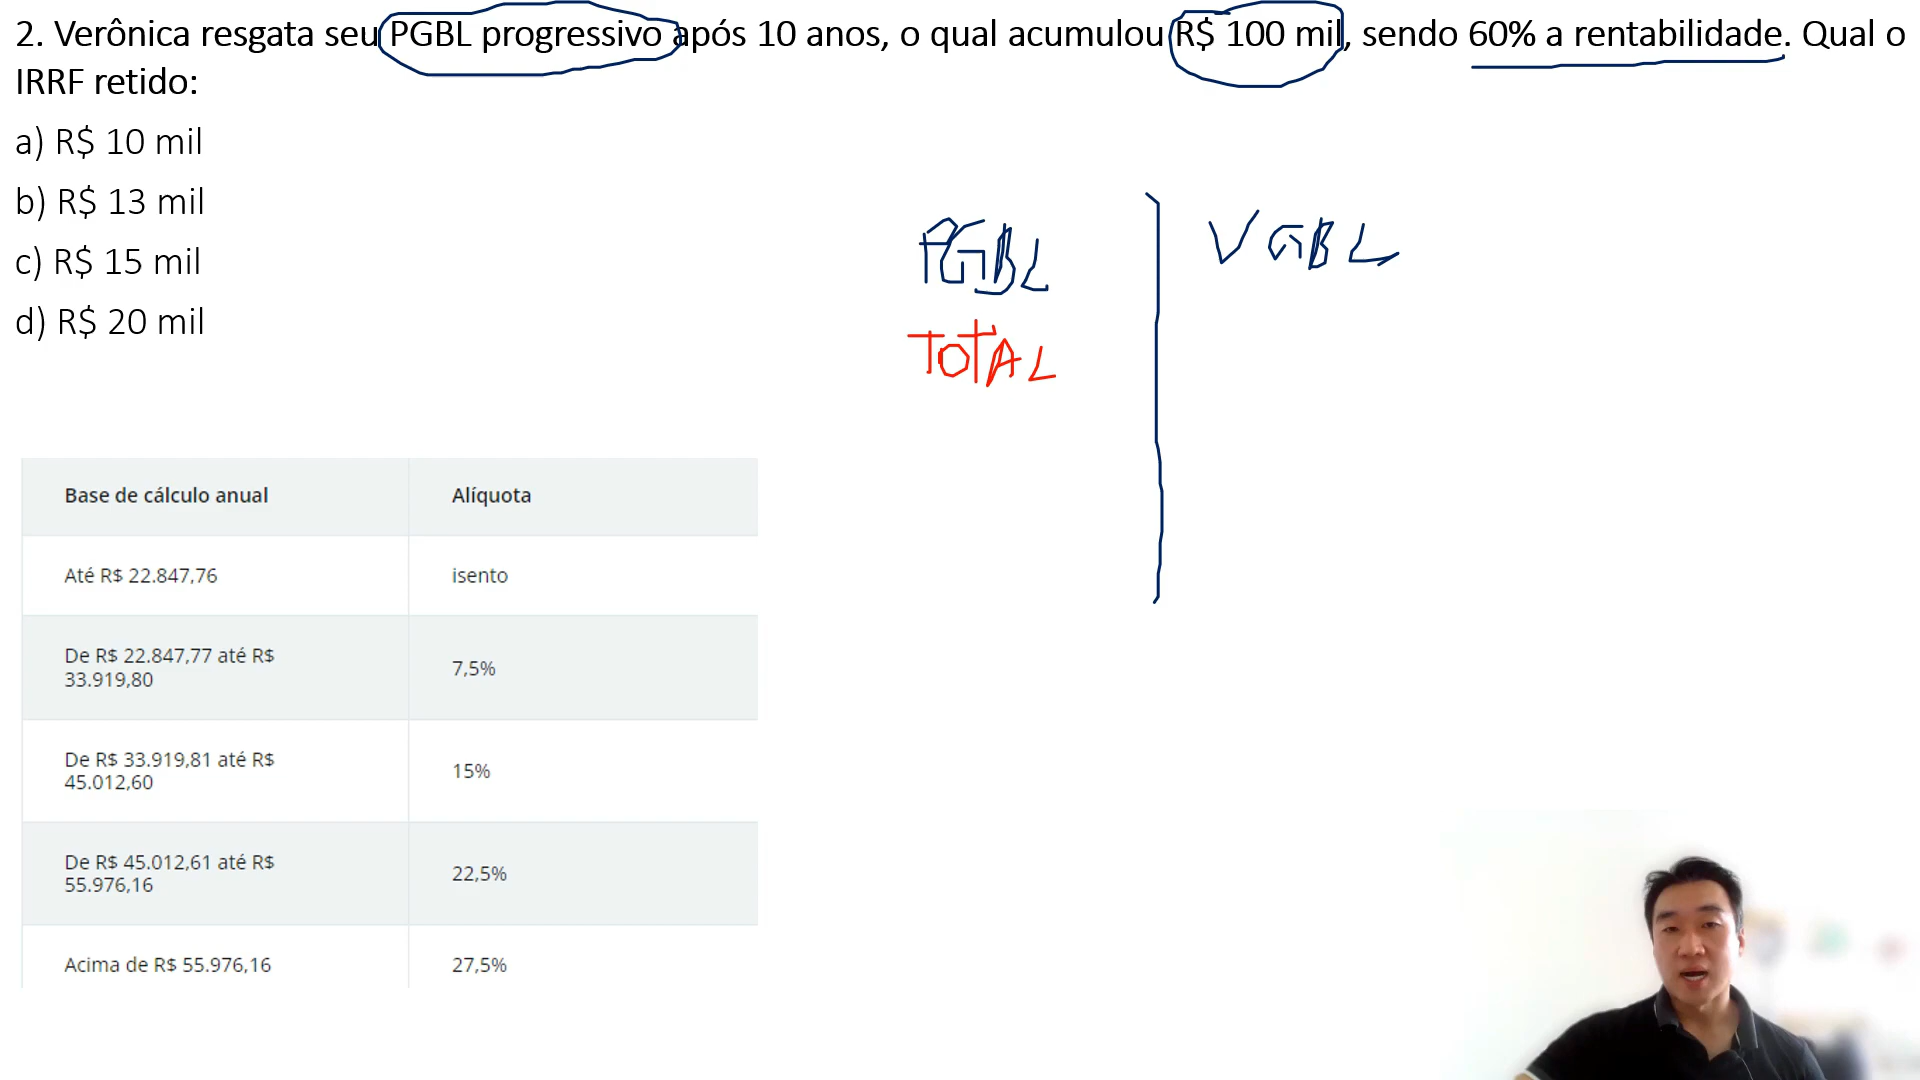 2. Verônica resgata seu PGBL progressivo após 10 anos, o qual acumulou R$ 100 mil, sendo 60% a rentabilidade. Qual o
IRRF retido:
a) R$ 10 mil
b) R$ 13 mil
c) R$ 15 mil
d) R$ 20 mil
PGBL
VGBL
TOTAL
Base de cálculo anual
Alíquota
Até R$ 22.847,76
isento
De R$ 22.847,77 até R$
33.919,80
7,5%
De R$ 33.919,81 até R$
45.012,60
15%
De R$ 45.012,61 até R$
55.976,16
22,5%
Acima de R$ 55.976,16
27,5%